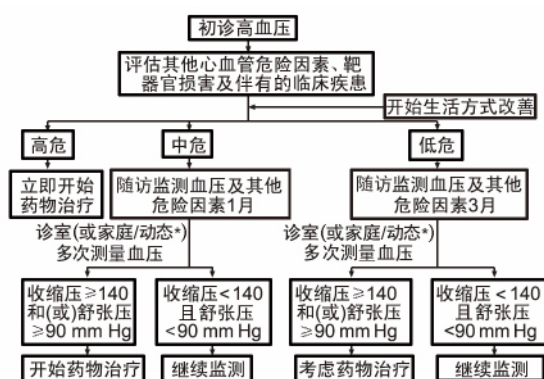 初诊高血压
评估其他心血管危险因素、靶
器官损害及伴有的临床疾患
开始生活方式改善
高危
中危
低危
立即开始
药物治疗
随访监测血压及其他
危险因素1月
随访监测血压及其他
危险因素3月
诊室(或家庭/动态*)
多次测量血压
诊室(或家庭/动态*)
多次测量血压
收缩压≥140
和(或)舒张压
≥90 mm Hg
收缩压<140
且舒张压
<90 mm Hg
收缩压≥140
和(或)舒张压
≥90 mm Hg
收缩压<140
且舒张压
<90 mm Hg
开始药物治疗
继续监测
考虑药物治疗
继续监测